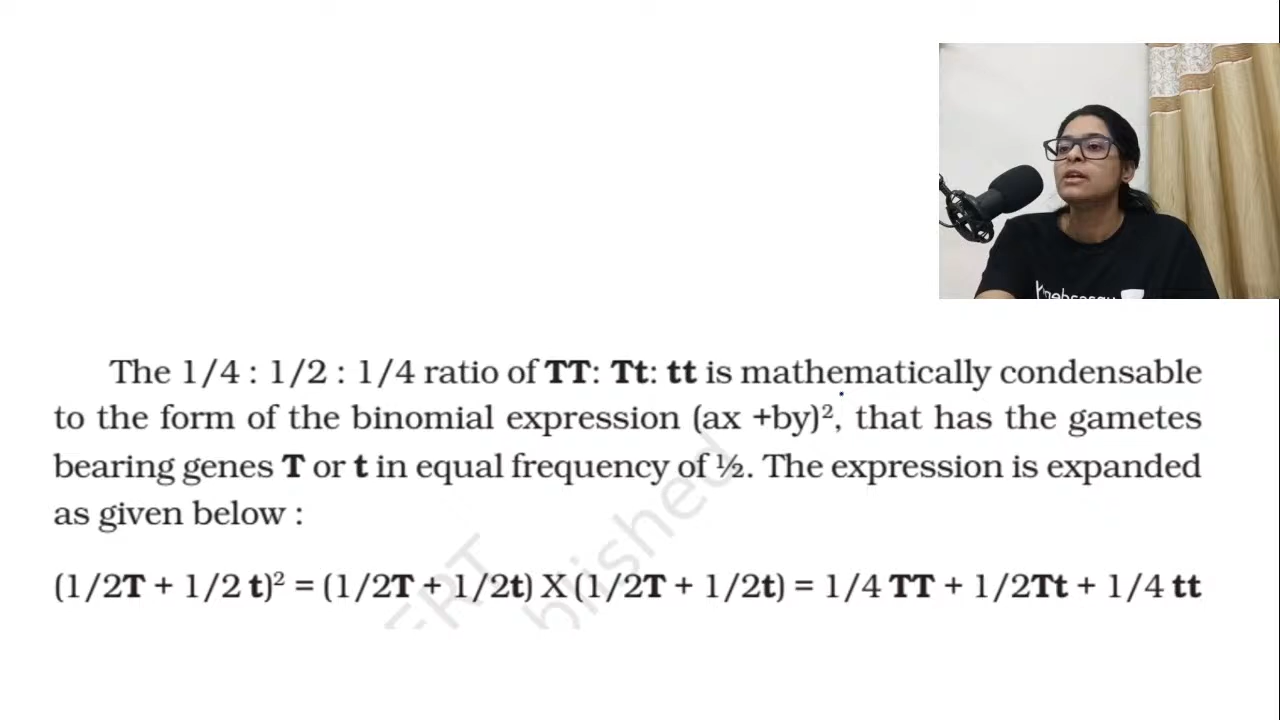 The 1/4 : 1/2 : 1/4 ratio of TT: Tt: tt is mathematically condensable
to the form of the binomial expression (ax +by)², that has the gametes
bearing genes T or t in equal frequency of ½. The expression is expanded
as given below :
(1/2T + 1/2 t)² = (1/2T + 1/2t) X (1/2T + 1/2t) = 1/4 TT + 1/2Tt + 1/4 tt